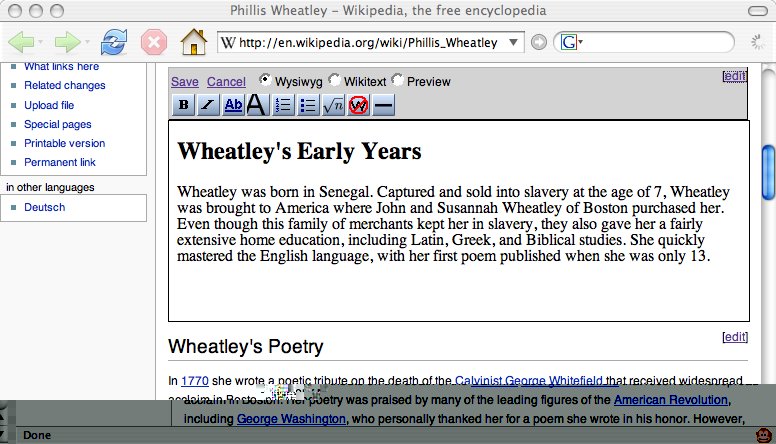 Phillis Wheatley – Wikipedia, the free encyclopedia
W http://en.wikipedia.org/wiki/Phillis_Wheatley G
What links here
Related changes
Upload file
Special pages
Printable version
Permanent link
in other languages
Deutsch
Save Cancel Wysiwyg Wikitext Preview [edit]
B I Ab A √n W
Wheatley's Early Years
Wheatley was born in Senegal. Captured and sold into slavery at the age of 7, Wheatley
was brought to America where John and Susannah Wheatley of Boston purchased her.
Even though this family of merchants kept her in slavery, they also gave her a fairly
extensive home education, including Latin, Greek, and Biblical studies. She quickly
mastered the English language, with her first poem published when she was only 13.
Wheatley's Poetry [edit]
In 1770 she wrote a poetic tribute on the death of the Calvinist George Whitefield that received widespread
acclaim in Her poetry was praised by many of the leading figures of the American Revolution,
including George Washington, who personally thanked her for a poem she wrote in his honor. However,
Done